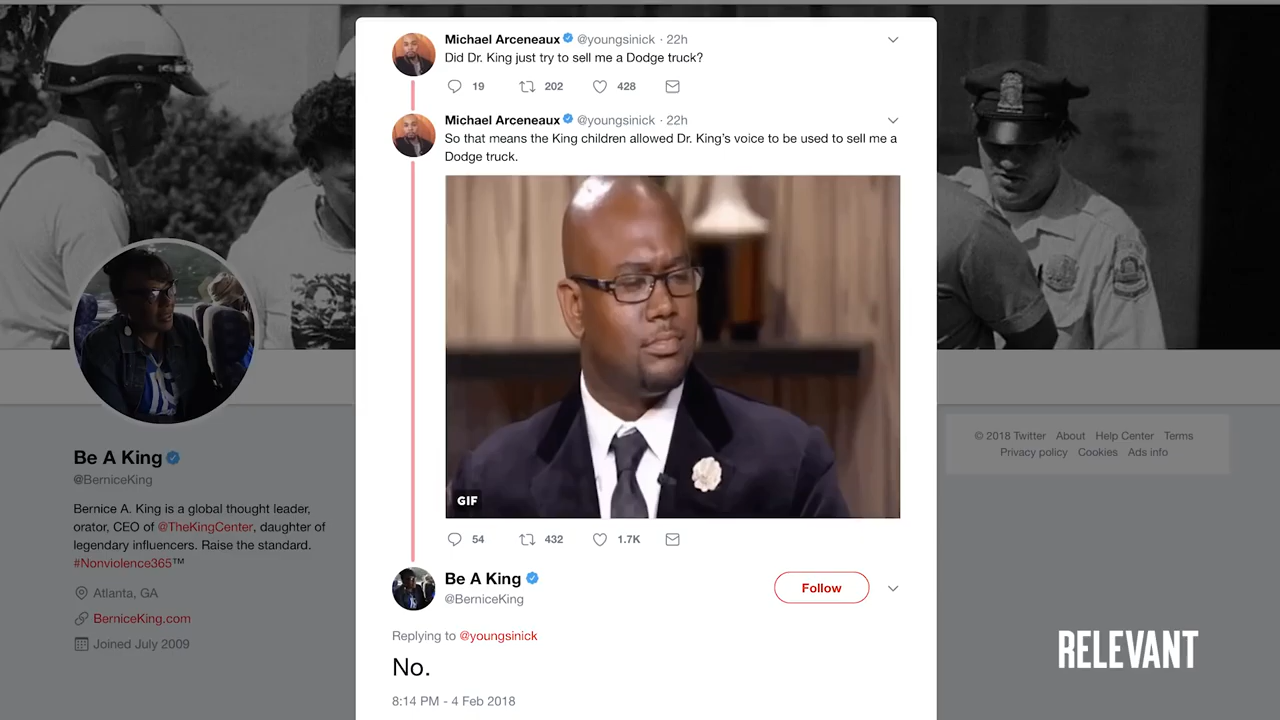 Michael Arceneaux @youngsinick · 22h
Did Dr. King just try to sell me a Dodge truck?
19 202 428
Michael Arceneaux @youngsinick · 22h
So that means the King children allowed Dr. King's voice to be used to sell me a
Dodge truck.
GIF
54 432 1.7K
Be A King
@BerniceKing
Follow
Replying to @youngsinick
No.
8:14 PM - 4 Feb 2018
Be A King
@BerniceKing
Bernice A. King is a global thought leader,
orator, CEO of @TheKingCenter, daughter of
legendary influencers. Raise the standard.
#Nonviolence365™
Atlanta, GA
BerniceKing.com
Joined July 2009
© 2018 Twitter About Help Center Terms
Privacy policy Cookies Ads info
RELEVANT